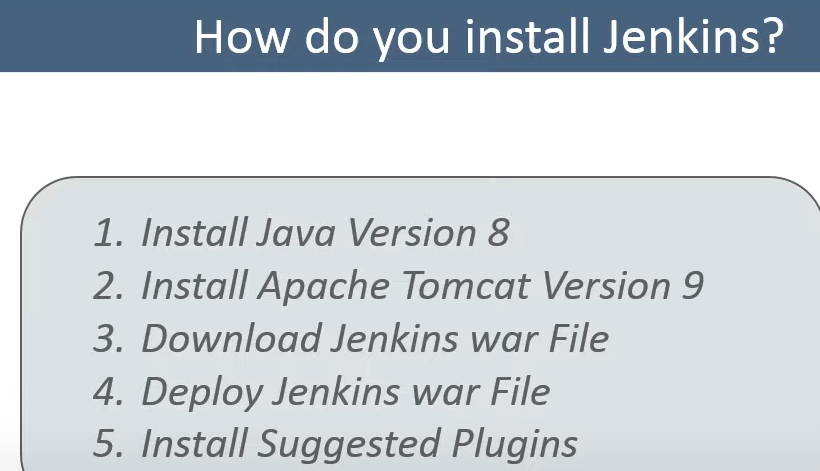 How do you install Jenkins?
1. Install Java Version 8
2. Install Apache Tomcat Version 9
3. Download Jenkins war File
4. Deploy Jenkins war File
5. Install Suggested Plugins